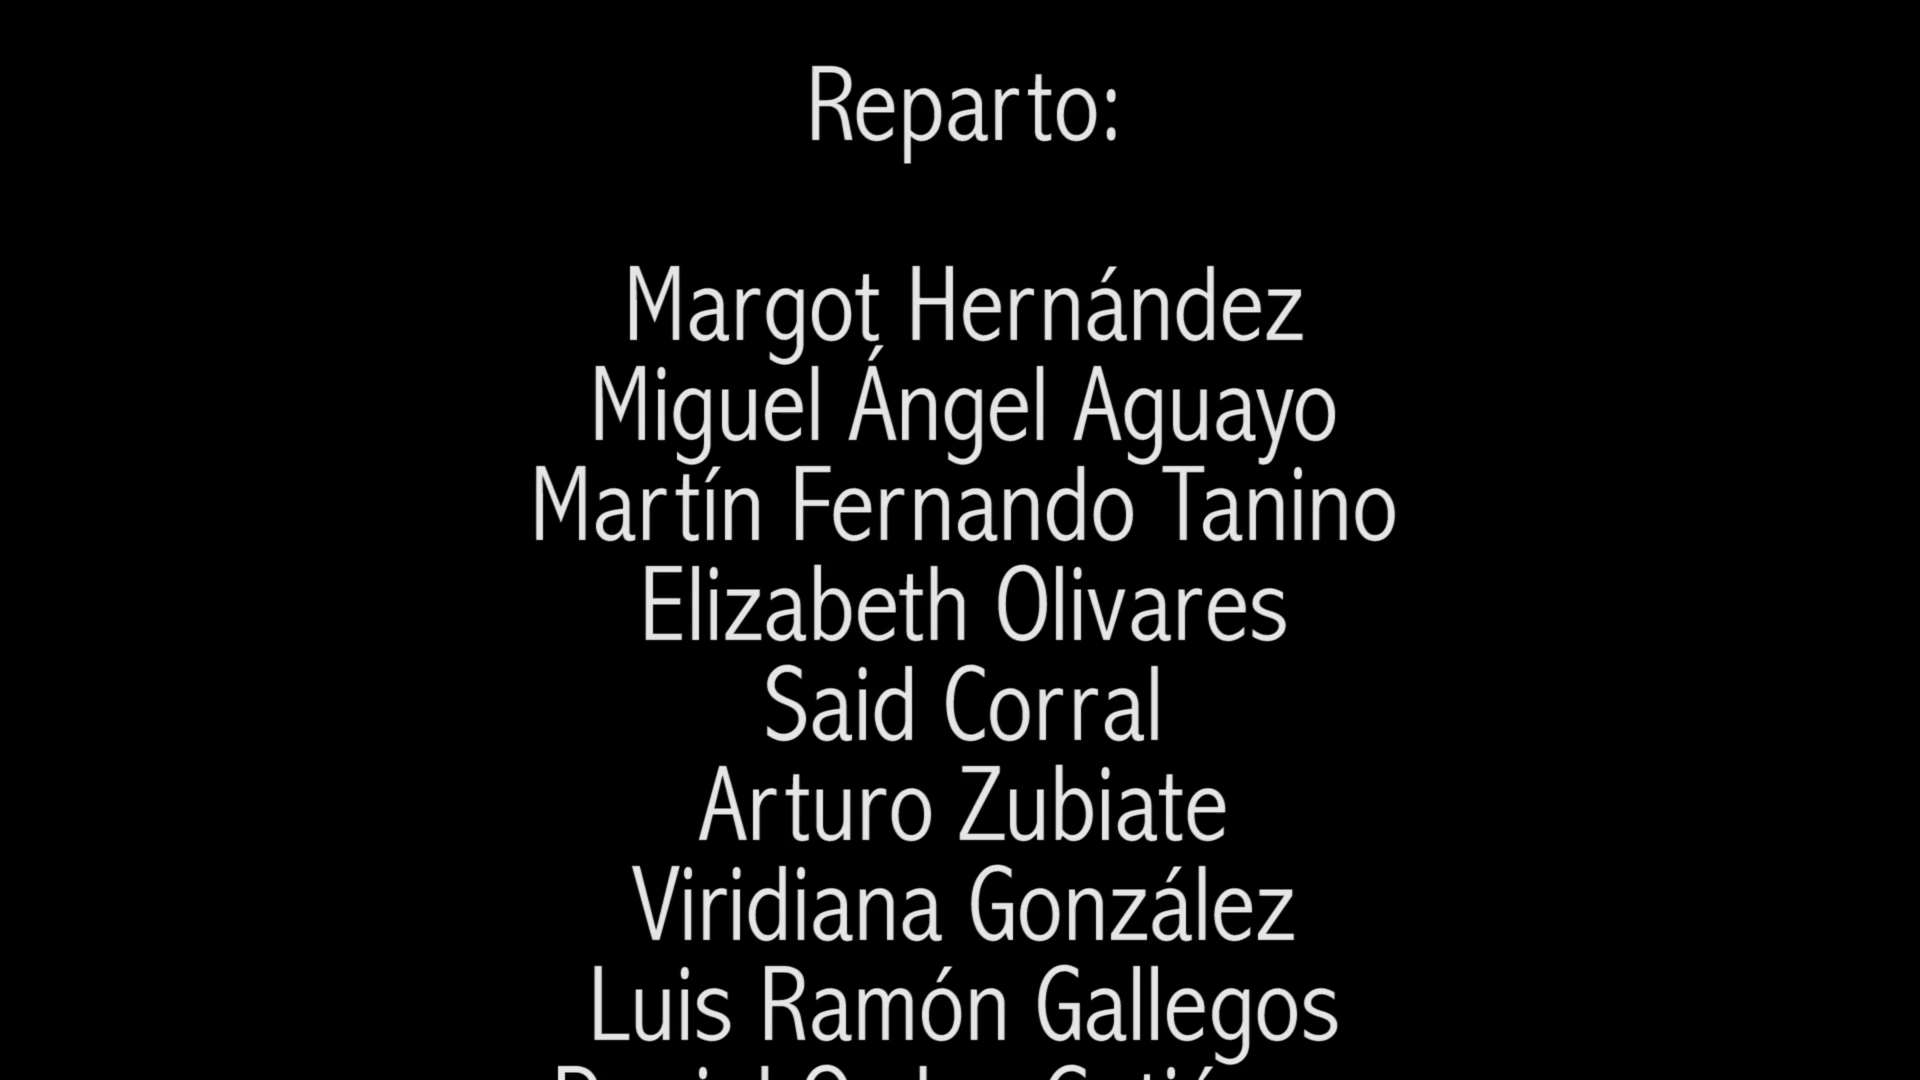 Reparto:
Margot Hernández
Miguel Ángel Aguayo
Martín Fernando Tanino
Elizabeth Olivares
Said Corral
Arturo Zubiate
Viridiana González
Luis Ramón Gallegos